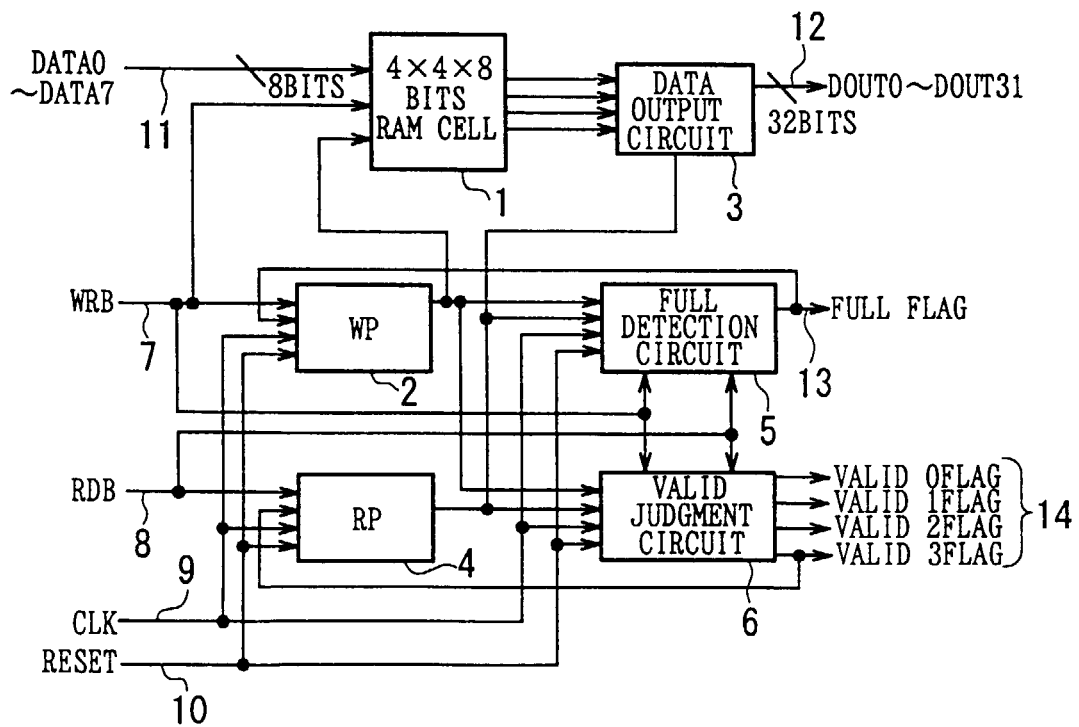 DATA0
~DATA7
8BITS
11
4×4×8
BITS
RAM CELL
1
DATA
OUTPUT
CIRCUIT
3
12
DOUT0~DOUT31
32BITS
WRB
7
WP
2
FULL
DETECTION
CIRCUIT
5
FULL FLAG
13
RDB
8
RP
4
VALID
JUDGMENT
CIRCUIT
6
VALID 0FLAG
VALID 1FLAG
VALID 2FLAG
VALID 3FLAG
14
9
CLK
RESET
10